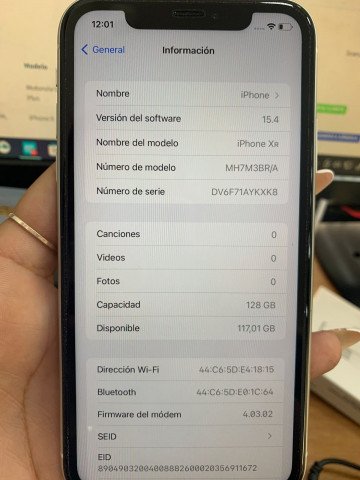 12:01
General
Información
Nombre iPhone
Versión del software 15.4
Nombre del modelo iPhone XR
Número de modelo MH7M3BR/A
Número de serie DV6F71AYKXK8
Canciones 0
Videos 0
Fotos 0
Capacidad 128 GB
Disponible 117,01 GB
Dirección Wi-Fi 44:C6:5D:E4:18:15
Bluetooth 44:C6:5D:E0:1C:64
Firmware del módem 4.03.02
SEID
EID
89049032004008882600020356911672
Modelo